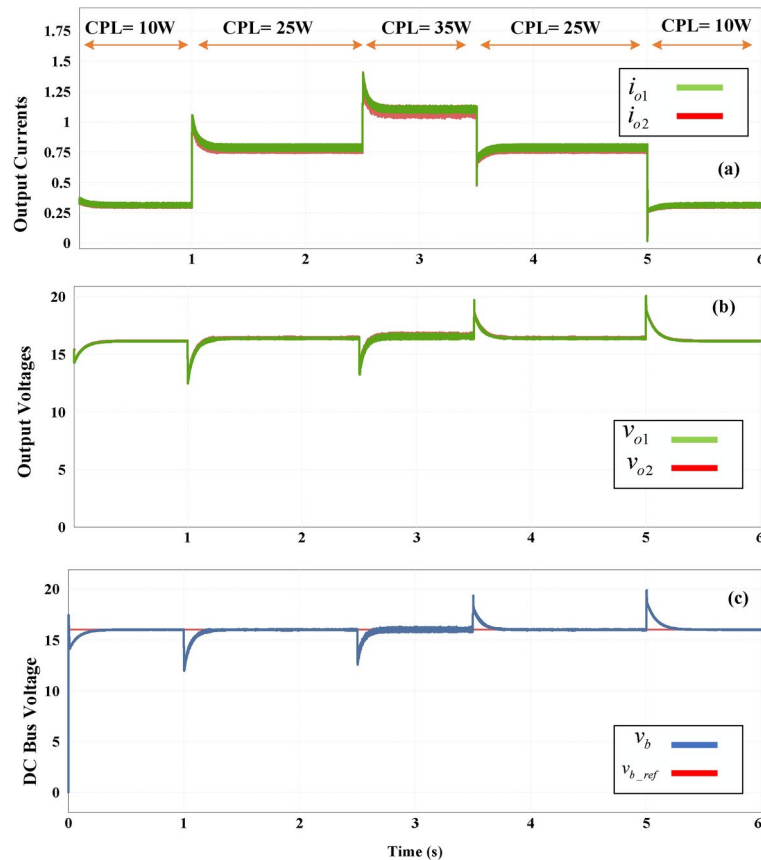 CPL= 10W CPL= 25W CPL= 35W CPL= 25W CPL= 10W
1.75
1.5
1.25
1
0.75
0.5
0.25
0
Output Currents
i_o1
i_o2
(a)
1 2 3 4 5 6
20
15
10
5
0
Output Voltages
(b)
v_o1
v_o2
1 2 3 4 5 6
20
15
10
5
0
DC Bus Voltage
(c)
v_b
v_b_ref
0 1 2 3 4 5 6
Time (s)